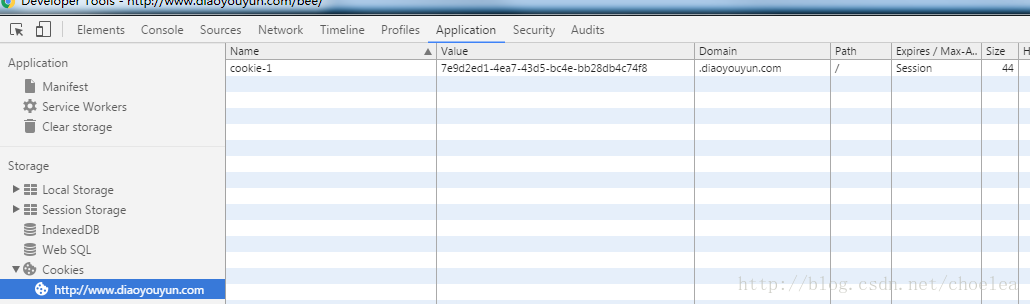 Developer Tools - http://www.diaoyouyun.com/bee/
Elements Console Sources Network Timeline Profiles Application Security Audits
Application
Manifest
Service Workers
Clear storage
Storage
Local Storage
Session Storage
IndexedDB
Web SQL
Cookies
http://www.diaoyouyun.com
Name Value Domain Path Expires / Max-A... Size H
cookie-1 7e9d2ed1-4ea7-43d5-bc4e-bb28db4c74f8 .diaoyouyun.com / Session 44
http://blog.csdn.net/choelea